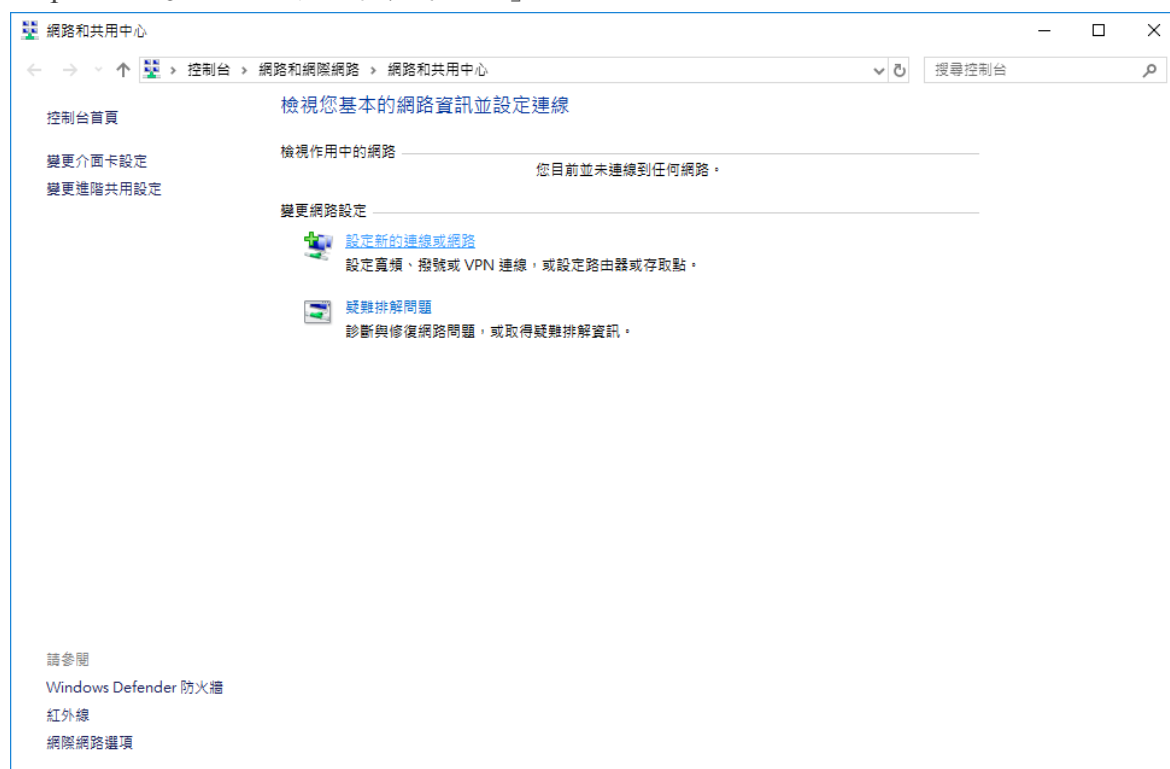 網路和共用中心
控制台 › 網路和網際網路 › 網路和共用中心
搜尋控制台
控制台首頁
變更介面卡設定
變更進階共用設定
檢視您基本的網路資訊並設定連線
檢視作用中的網路
您目前並未連線到任何網路。
變更網路設定
設定新的連線或網路
設定寬頻、撥號或 VPN 連線，或設定路由器或存取點。
疑難排解問題
診斷與修復網路問題，或取得疑難排解資訊。
請參閱
Windows Defender 防火牆
紅外線
網際網路選項